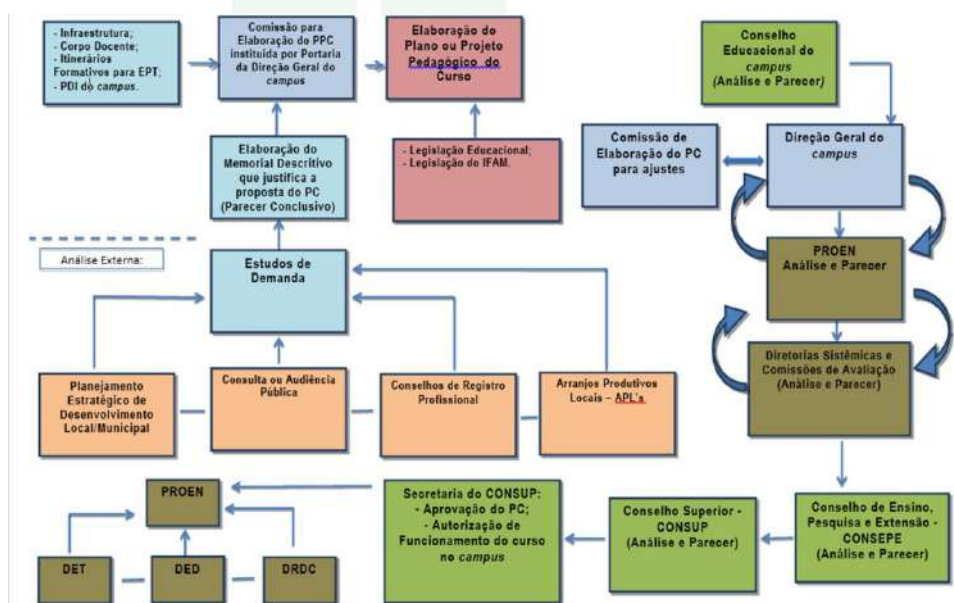 - Infraestrutura;
- Corpo Docente;
- Itinerários
Formativos para EPT;
- PDI do campus.
Comissão para
Elaboração do PPC
instituída por Portaria
da Direção Geral do
campus
Elaboração do
Plano ou Projeto
Pedagógico do
Curso
Conselho
Educacional do
campus
(Análise e Parecer)
Elaboração do
Memorial Descritivo
que justifica a
proposta do PC
(Parecer Conclusivo)
- Legislação Educacional;
- Legislação do IFAM.
Comissão de
Elaboração do PC
para ajustes
Direção Geral do
campus
Análise Externa:
Estudos de
Demanda
PROEN
Análise e Parecer
Diretorias Sistêmicas e
Comissões de Avaliação
(Análise e Parecer)
Planejamento
Estratégico de
Desenvolvimento
Local/Municipal
Consulta ou Audiência
Pública
Conselhos de Registro
Profissional
Arranjos Produtivos
Locais – APL's
PROEN
DET
DED
DRDC
Secretaria do CONSUP:
- Aprovação do PC;
- Autorização de
Funcionamento do curso
no campus
Conselho Superior -
CONSUP
(Análise e Parecer)
Conselho de Ensino,
Pesquisa e Extensão -
CONSEPE
(Análise e Parecer)